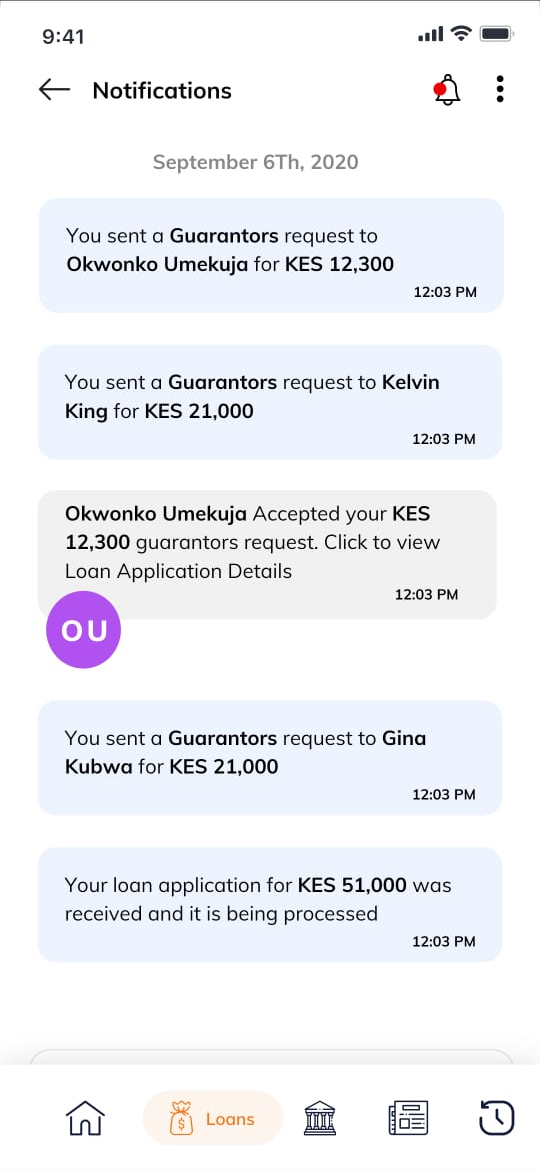 9:41
Notifications
September 6Th, 2020
You sent a Guarantors request to
Okwonko Umekuja for KES 12,300
12:03 PM
You sent a Guarantors request to Kelvin
King for KES 21,000
12:03 PM
Okwonko Umekuja Accepted your KES
12,300 guarantors request. Click to view
Loan Application Details
12:03 PM
OU
You sent a Guarantors request to Gina
Kubwa for KES 21,000
12:03 PM
Your loan application for KES 51,000 was
received and it is being processed
12:03 PM
$ Loans